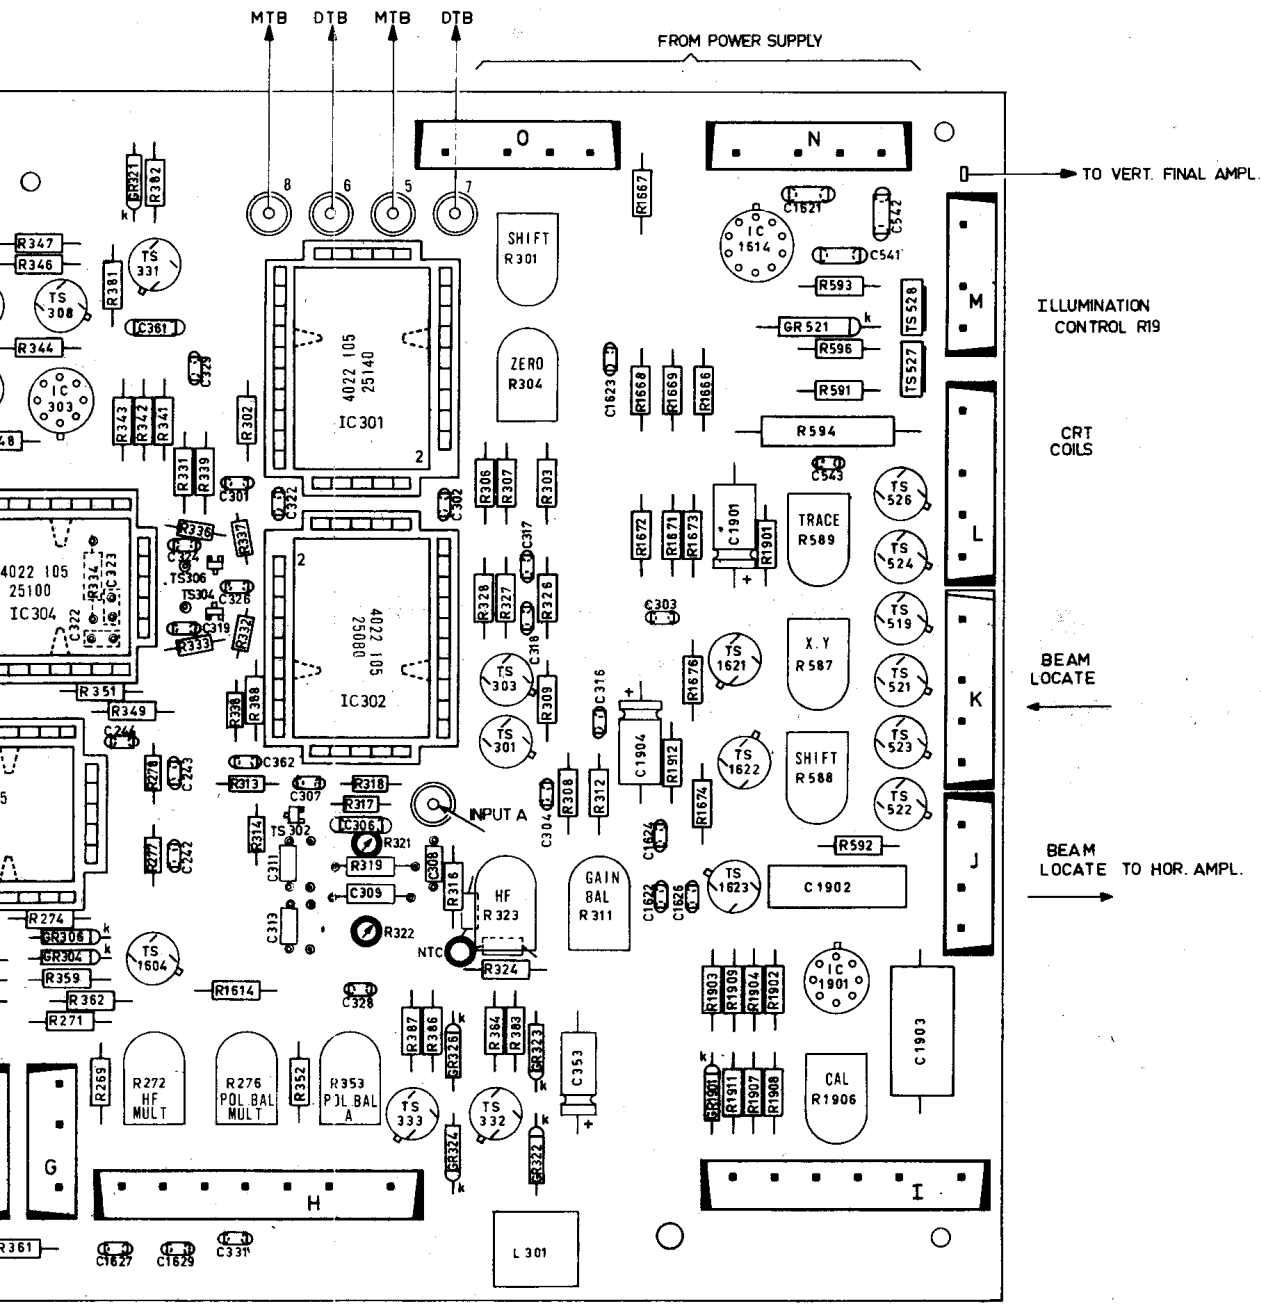 MTB DTB MTB DTB
FROM POWER SUPPLY
O
N
TO VERT. FINAL AMPL.
GR321
R382
k
8
6
5
7
R1667
C1621
C542
IC
1614
C541
R347
R346
TS
331
R381
TS
308
C361
R344
C329
IC
303
SHIFT
R301
R593
TS528
M
ILLUMINATION
CONTROL R19
GR521
k
R596
TS527
4022 105
25140
IC301
2
ZERO
R304
C1623
R1668
R1669
R1666
R591
R594
CRT
COILS
48
R343
R342
R341
R302
R331
R339
C301
C322
C302
R306
R307
R303
C543
TS
526
R1672
R1671
R1673
C1901
+
R1901
TRACE
R589
TS
524
L
R336
R337
C324
TS306
TS304
C326
C319
R332
R333
4022 105
25100
IC304
R334
C323
C322
2
4022 105
25080
IC302
C317
R328
R327
R326
C318
C303
TS
519
TS
303
R309
C316
+
C1904
R1676
TS
1621
X.Y
R587
TS
521
K
BEAM
LOCATE
R351
R349
R338
R388
C244
TS
301
R1912
TS
1622
SHIFT
R588
TS
523
R278
C243
C362
R313
C307
R318
R317
INPUT A
C304
R308
R312
R1674
TS
522
5
R314
TS302
C306
R321
C1624
R592
J
BEAM
LOCATE TO HOR. AMPL.
R277
C242
C311
R319
C308
R316
C309
HF
R323
GAIN
BAL
R311
C1622
C1626
TS
1623
C1902
R274
GR306
k
GR304
k
R359
R362
R271
TS
1604
C313
R322
NTC
R324
R1614
C328
R1903
R1909
R1904
R1902
IC
1901
C1903
R387
R386
GR326
k
R364
R383
GR323
k
C353
+
R269
R272
HF
MULT
R276
POL.BAL
MULT
R352
R353
POL.BAL
A
TS
333
TS
332
k
GR1901
R1911
R1907
R1908
CAL
R1906
GR324
k
GR322
k
G
H
I
R361
C1627
C1629
C331
L301